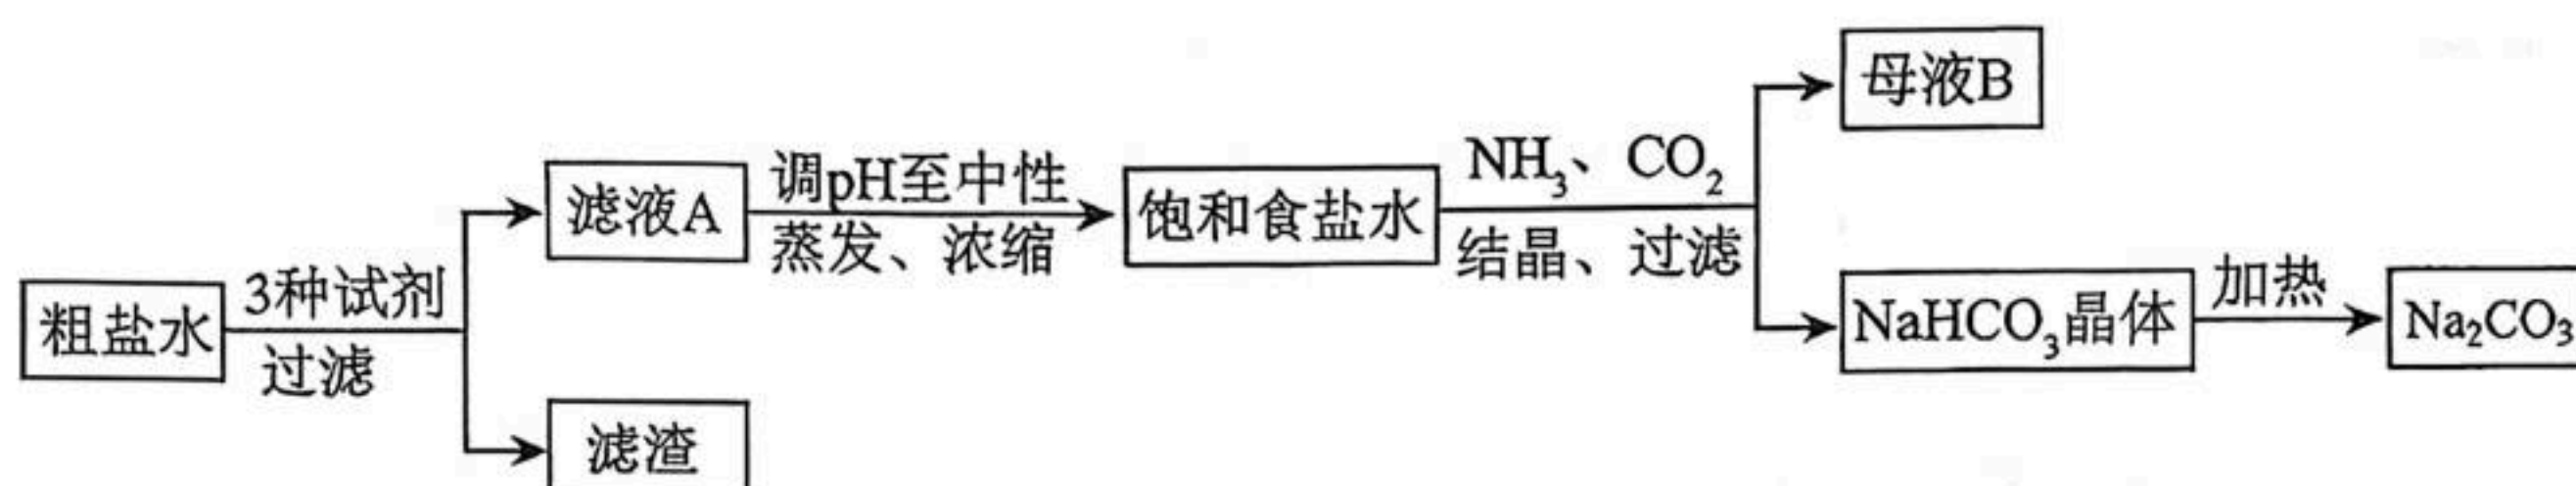 粗盐水
3种试剂
过滤
滤液A
滤渣
调pH至中性
蒸发、浓缩
饱和食盐水
NH₃、CO₂
结晶、过滤
母液B
NaHCO₃晶体
加热
Na₂CO₃